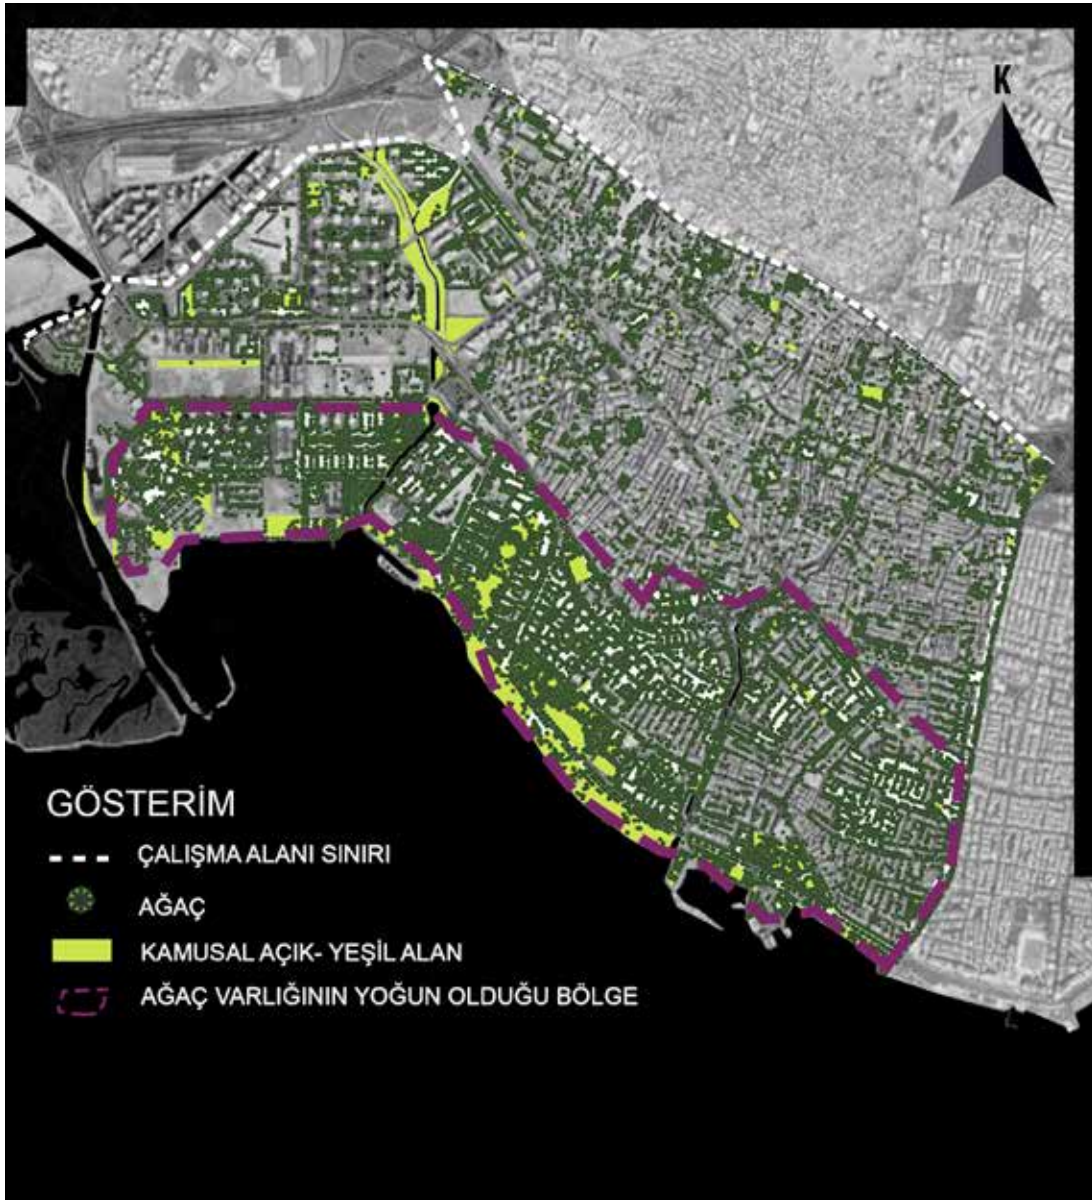 K
GÖSTERİM
ÇALIŞMA ALANI SINIRI
AĞAÇ
KAMUSAL AÇIK- YEŞİL ALAN
AĞAÇ VARLIĞININ YOĞUN OLDUĞU BÖLGE